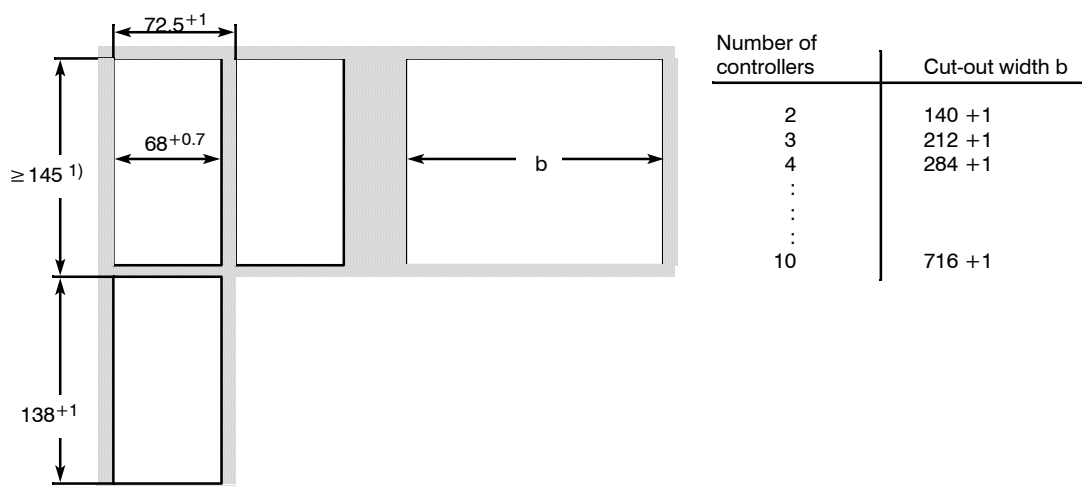 72.5+1
68+0.7
≥ 145 1)
b
138+1
Number of
controllers Cut-out width b
2 140 +1
3 212 +1
4 284 +1
:
:
:
10 716 +1